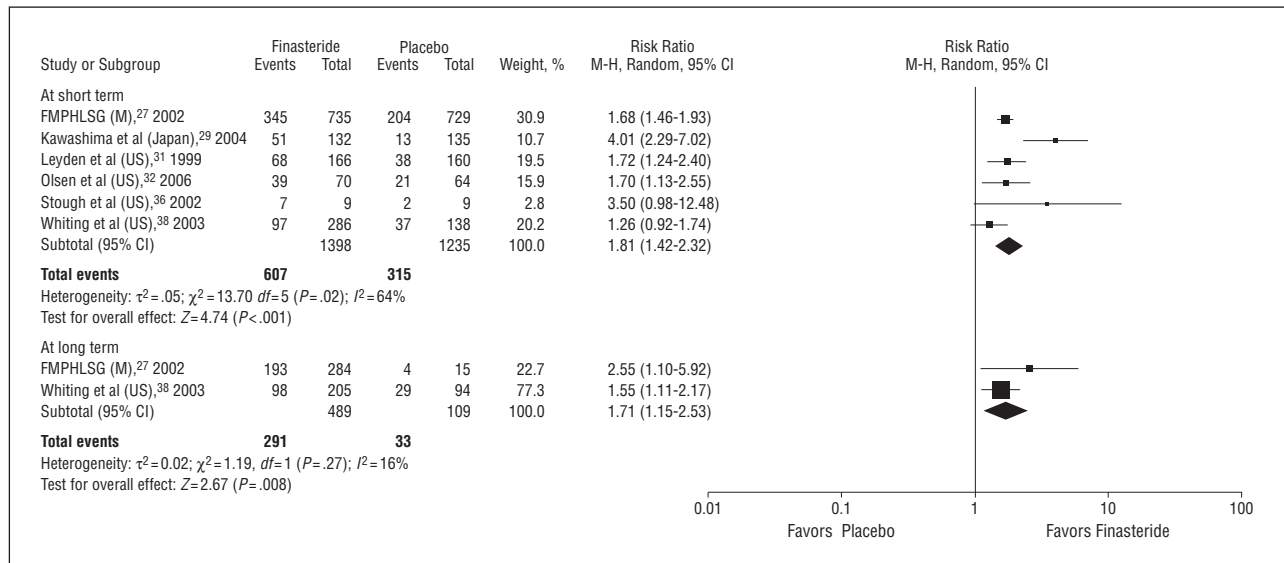 Finasteride Placebo Risk Ratio Risk Ratio
Study or Subgroup Events Total Events Total Weight, % M-H, Random, 95% CI M-H, Random, 95% CI
At short term
FMPHLSG (M),27 2002 345 735 204 729 30.9 1.68 (1.46-1.93)
Kawashima et al (Japan),29 2004 51 132 13 135 10.7 4.01 (2.29-7.02)
Leyden et al (US),31 1999 68 166 38 160 19.5 1.72 (1.24-2.40)
Olsen et al (US),32 2006 39 70 21 64 15.9 1.70 (1.13-2.55)
Stough et al (US),36 2002 7 9 2 9 2.8 3.50 (0.98-12.48)
Whiting et al (US),38 2003 97 286 37 138 20.2 1.26 (0.92-1.74)
Subtotal (95% CI) 1398 1235 100.0 1.81 (1.42-2.32)
Total events 607 315
Heterogeneity: τ2=.05; χ2=13.70 df=5 (P=.02); I2=64%
Test for overall effect: Z=4.74 (P<.001)
At long term
FMPHLSG (M),27 2002 193 284 4 15 22.7 2.55 (1.10-5.92)
Whiting et al (US),38 2003 98 205 29 94 77.3 1.55 (1.11-2.17)
Subtotal (95% CI) 489 109 100.0 1.71 (1.15-2.53)
Total events 291 33
Heterogeneity: τ2=0.02; χ2=1.19, df=1 (P=.27); I2=16%
Test for overall effect: Z=2.67 (P=.008)
0.01 0.1 1 10 100
Favors Placebo Favors Finasteride